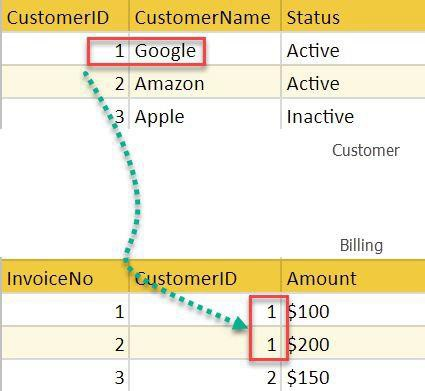 CustomerID CustomerName Status
1 Google Active
2 Amazon Active
3 Apple Inactive
Customer
Billing
InvoiceNo CustomerID Amount
1 1 $100
2 1 $200
3 2 $150